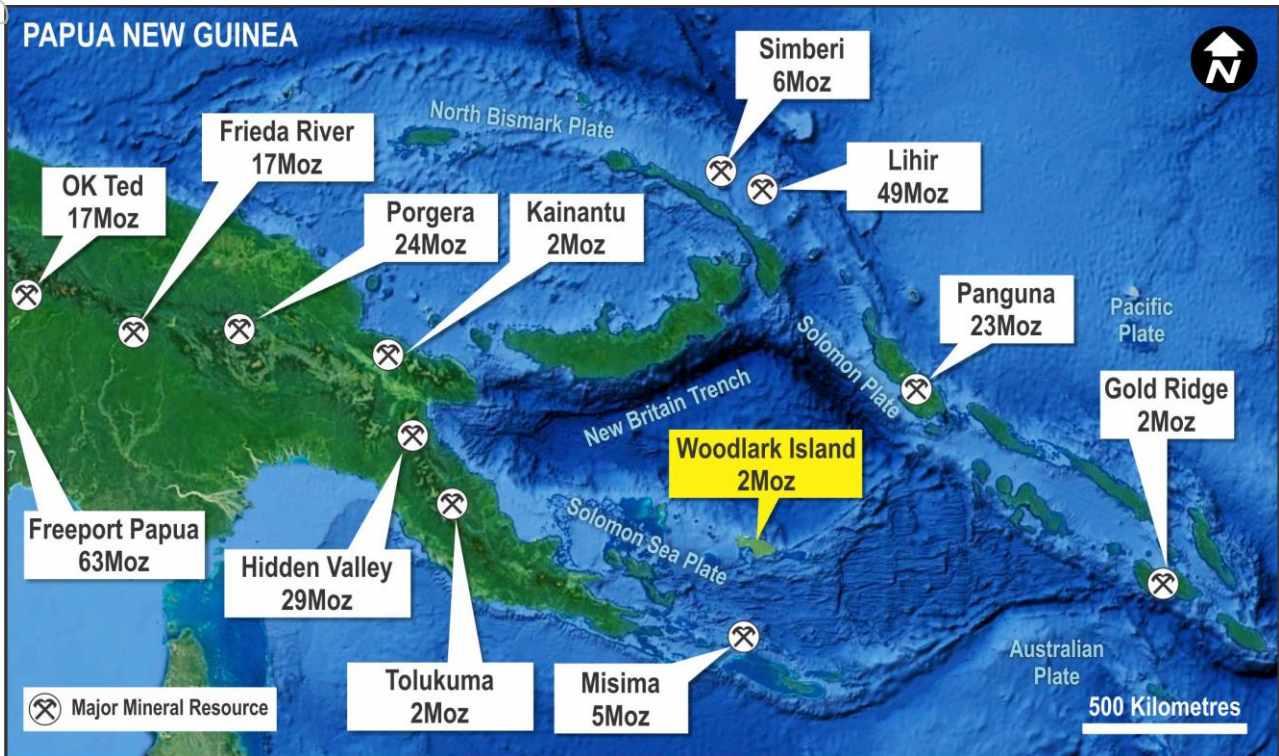 PAPUA NEW GUINEA
N
Simberi
6Moz
North Bismark Plate
Frieda River
17Moz
Lihir
49Moz
OK Ted
17Moz
Porgera
24Moz
Kainantu
2Moz
Panguna
23Moz
Pacific
Plate
Solomon Plate
Gold Ridge
2Moz
New Britain Trench
Woodlark Island
2Moz
Freeport Papua
63Moz
Solomon Sea Plate
Hidden Valley
29Moz
Australian
Plate
Tolukuma
2Moz
Misima
5Moz
Major Mineral Resource
500 Kilometres